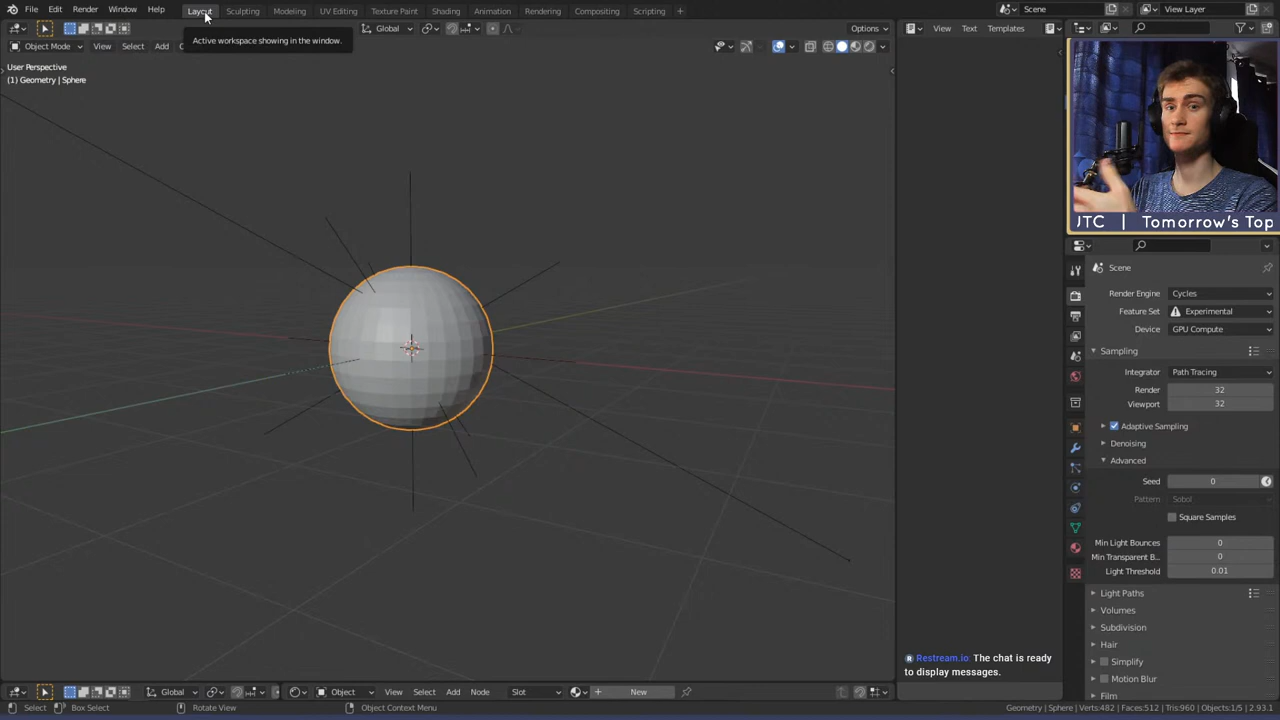 File Edit Render Window Help Layout Sculpting Modeling UV Editing Texture Paint Shading Animation Rendering Compositing Scripting + Scene View Layer
Global Options View Text Templates
Object Mode View Select Add
Active workspace showing in the window.
User Perspective
(1) Geometry | Sphere
JTC | Tomorrow's Top
Scene
Render Engine Cycles
Feature Set Experimental
Device GPU Compute
Sampling
Integrator Path Tracing
Render 32
Viewport 32
Adaptive Sampling
Denoising
Advanced
Seed 0
Pattern Sobol
Square Samples
Min Light Bounces 0
Min Transparent B... 0
Light Threshold 0.01
Light Paths
Volumes
Subdivision
Hair
Simplify
Motion Blur
Film
Restream.io: The chat is ready
to display messages.
Global Object View Select Add Node Slot + New
Select Box Select Rotate View Object Context Menu Geometry | Sphere | Verts:482 | Faces:512 | Tris:960 | Objects:1/5 | 2.93.1